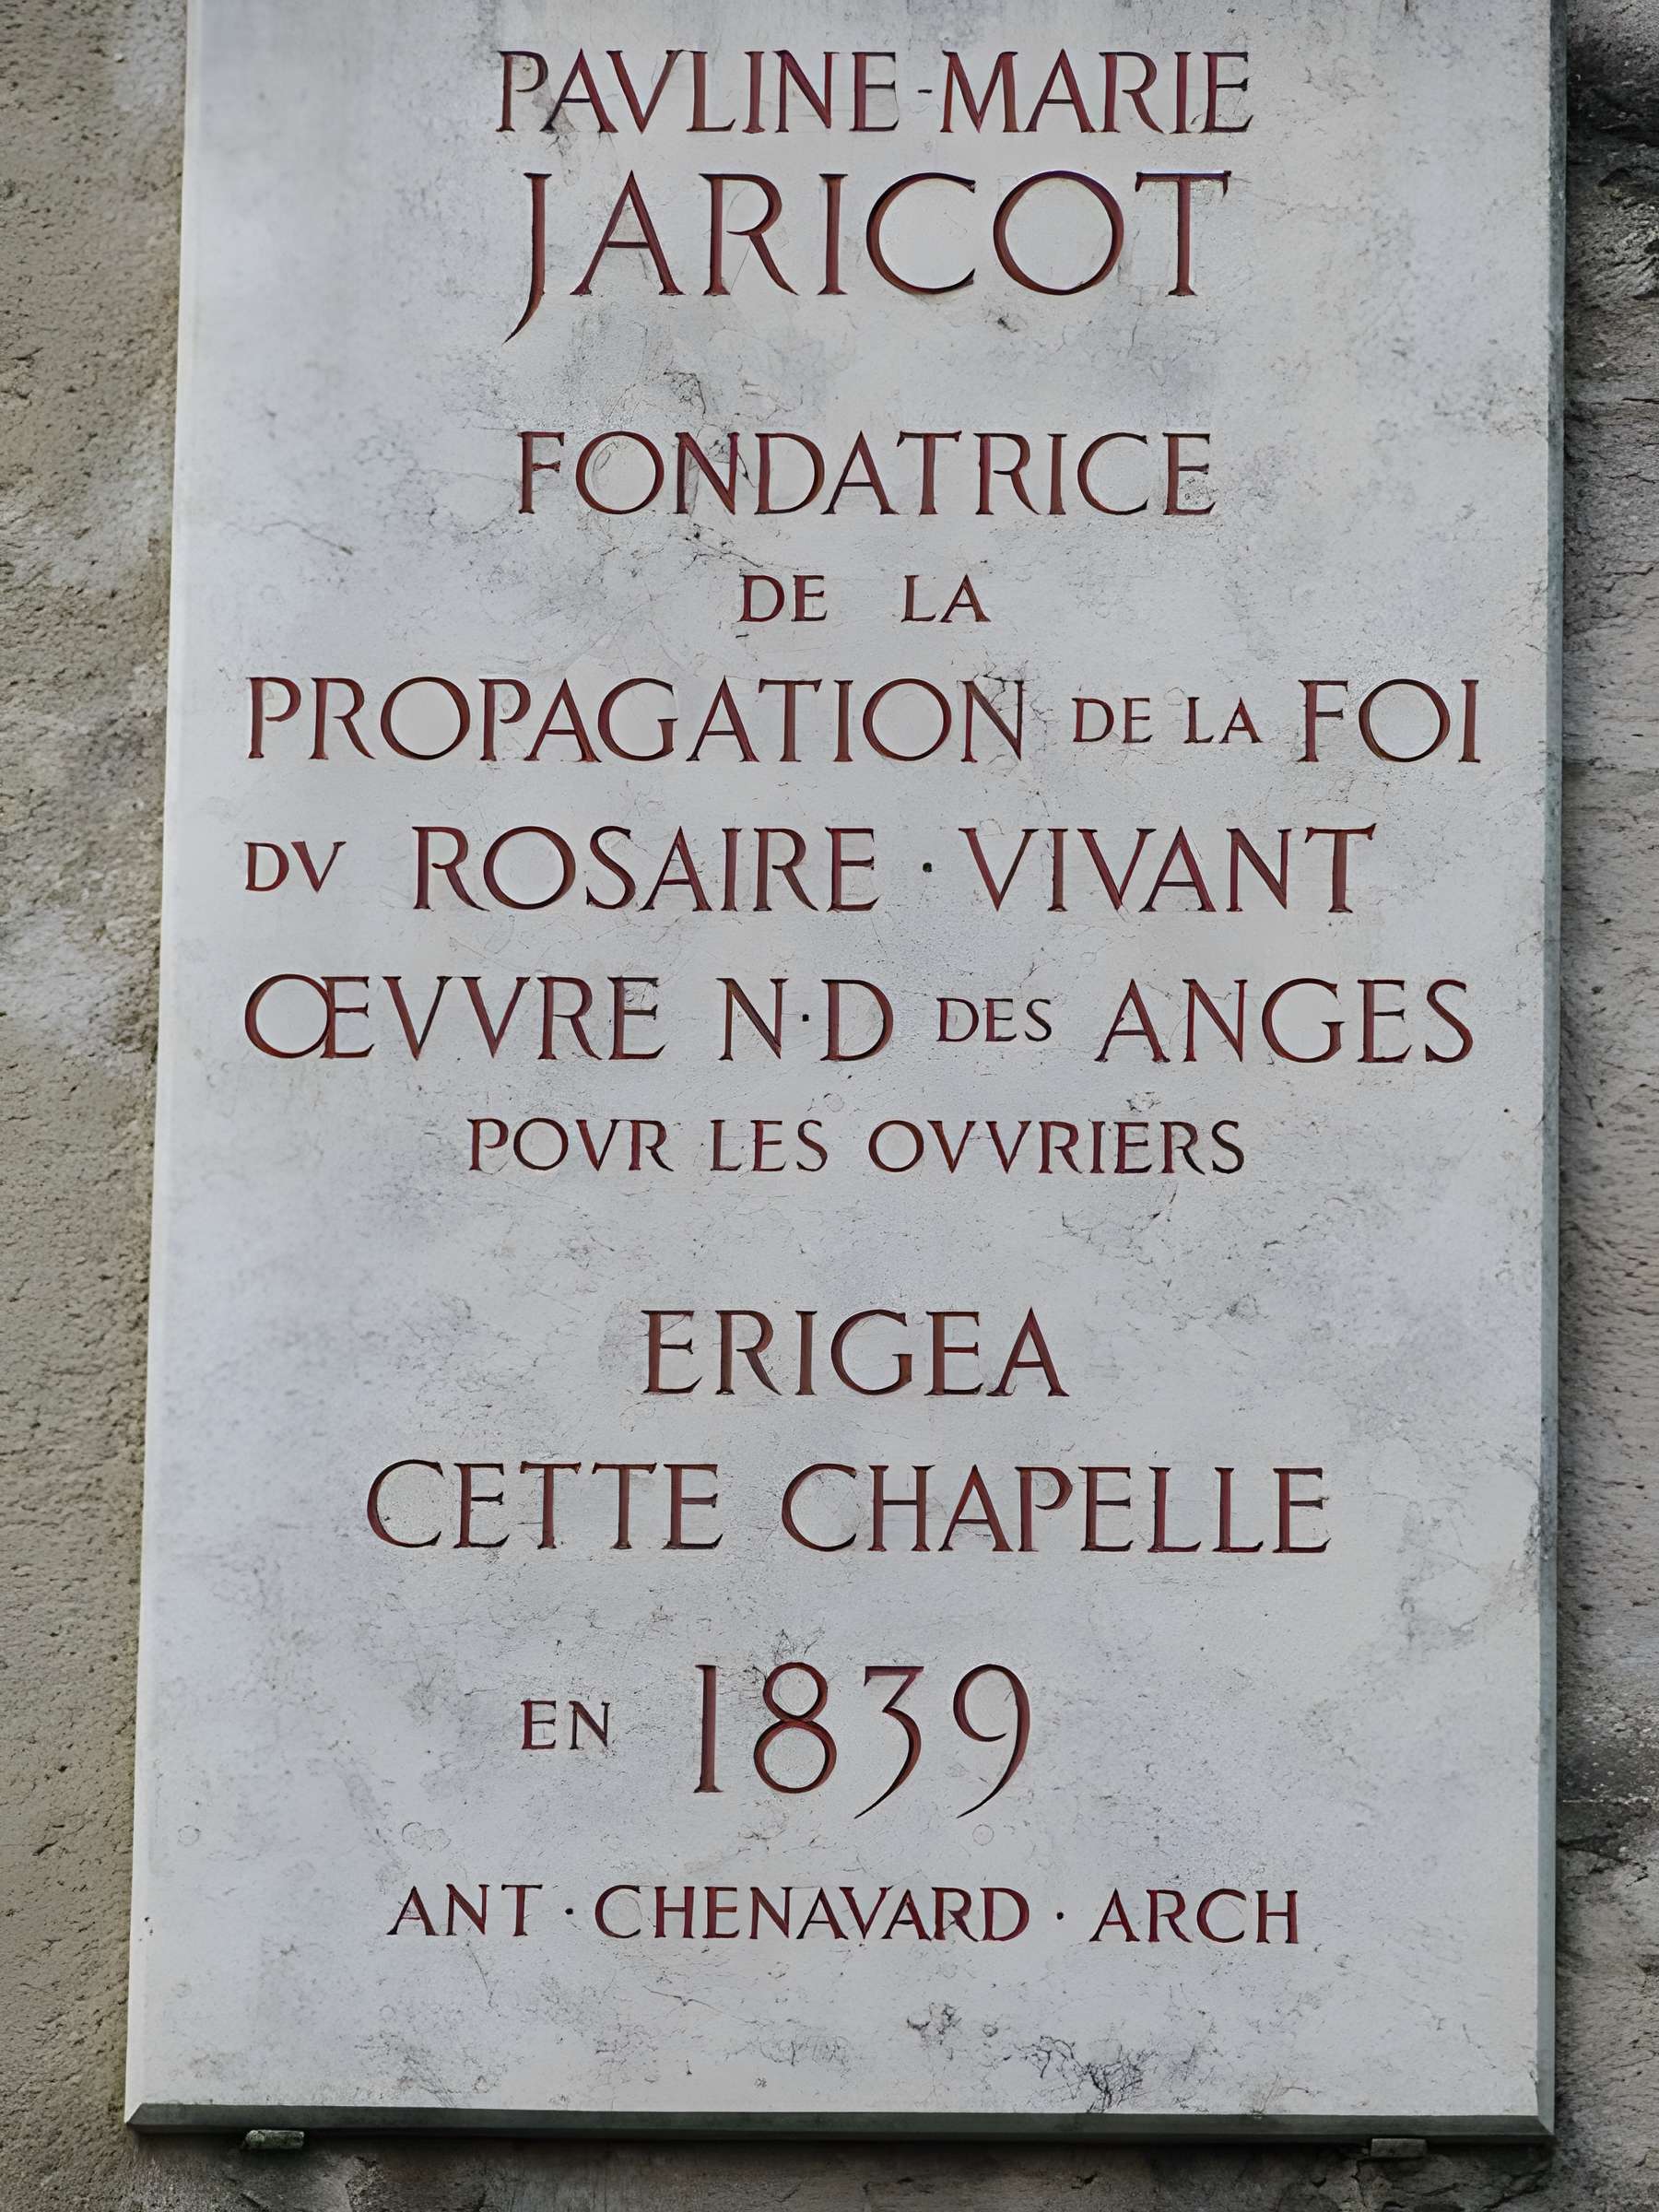 PAVLINE-MARIE
JARICOT
FONDATRICE
DE LA
PROPAGATION DE LA FOI
DV ROSAIRE · VIVANT
ŒVVRE N·D DES ANGES
POVR LES OVVRIERS
ERIGEA
CETTE CHAPELLE
EN 1839
ANT · CHENAVARD · ARCH